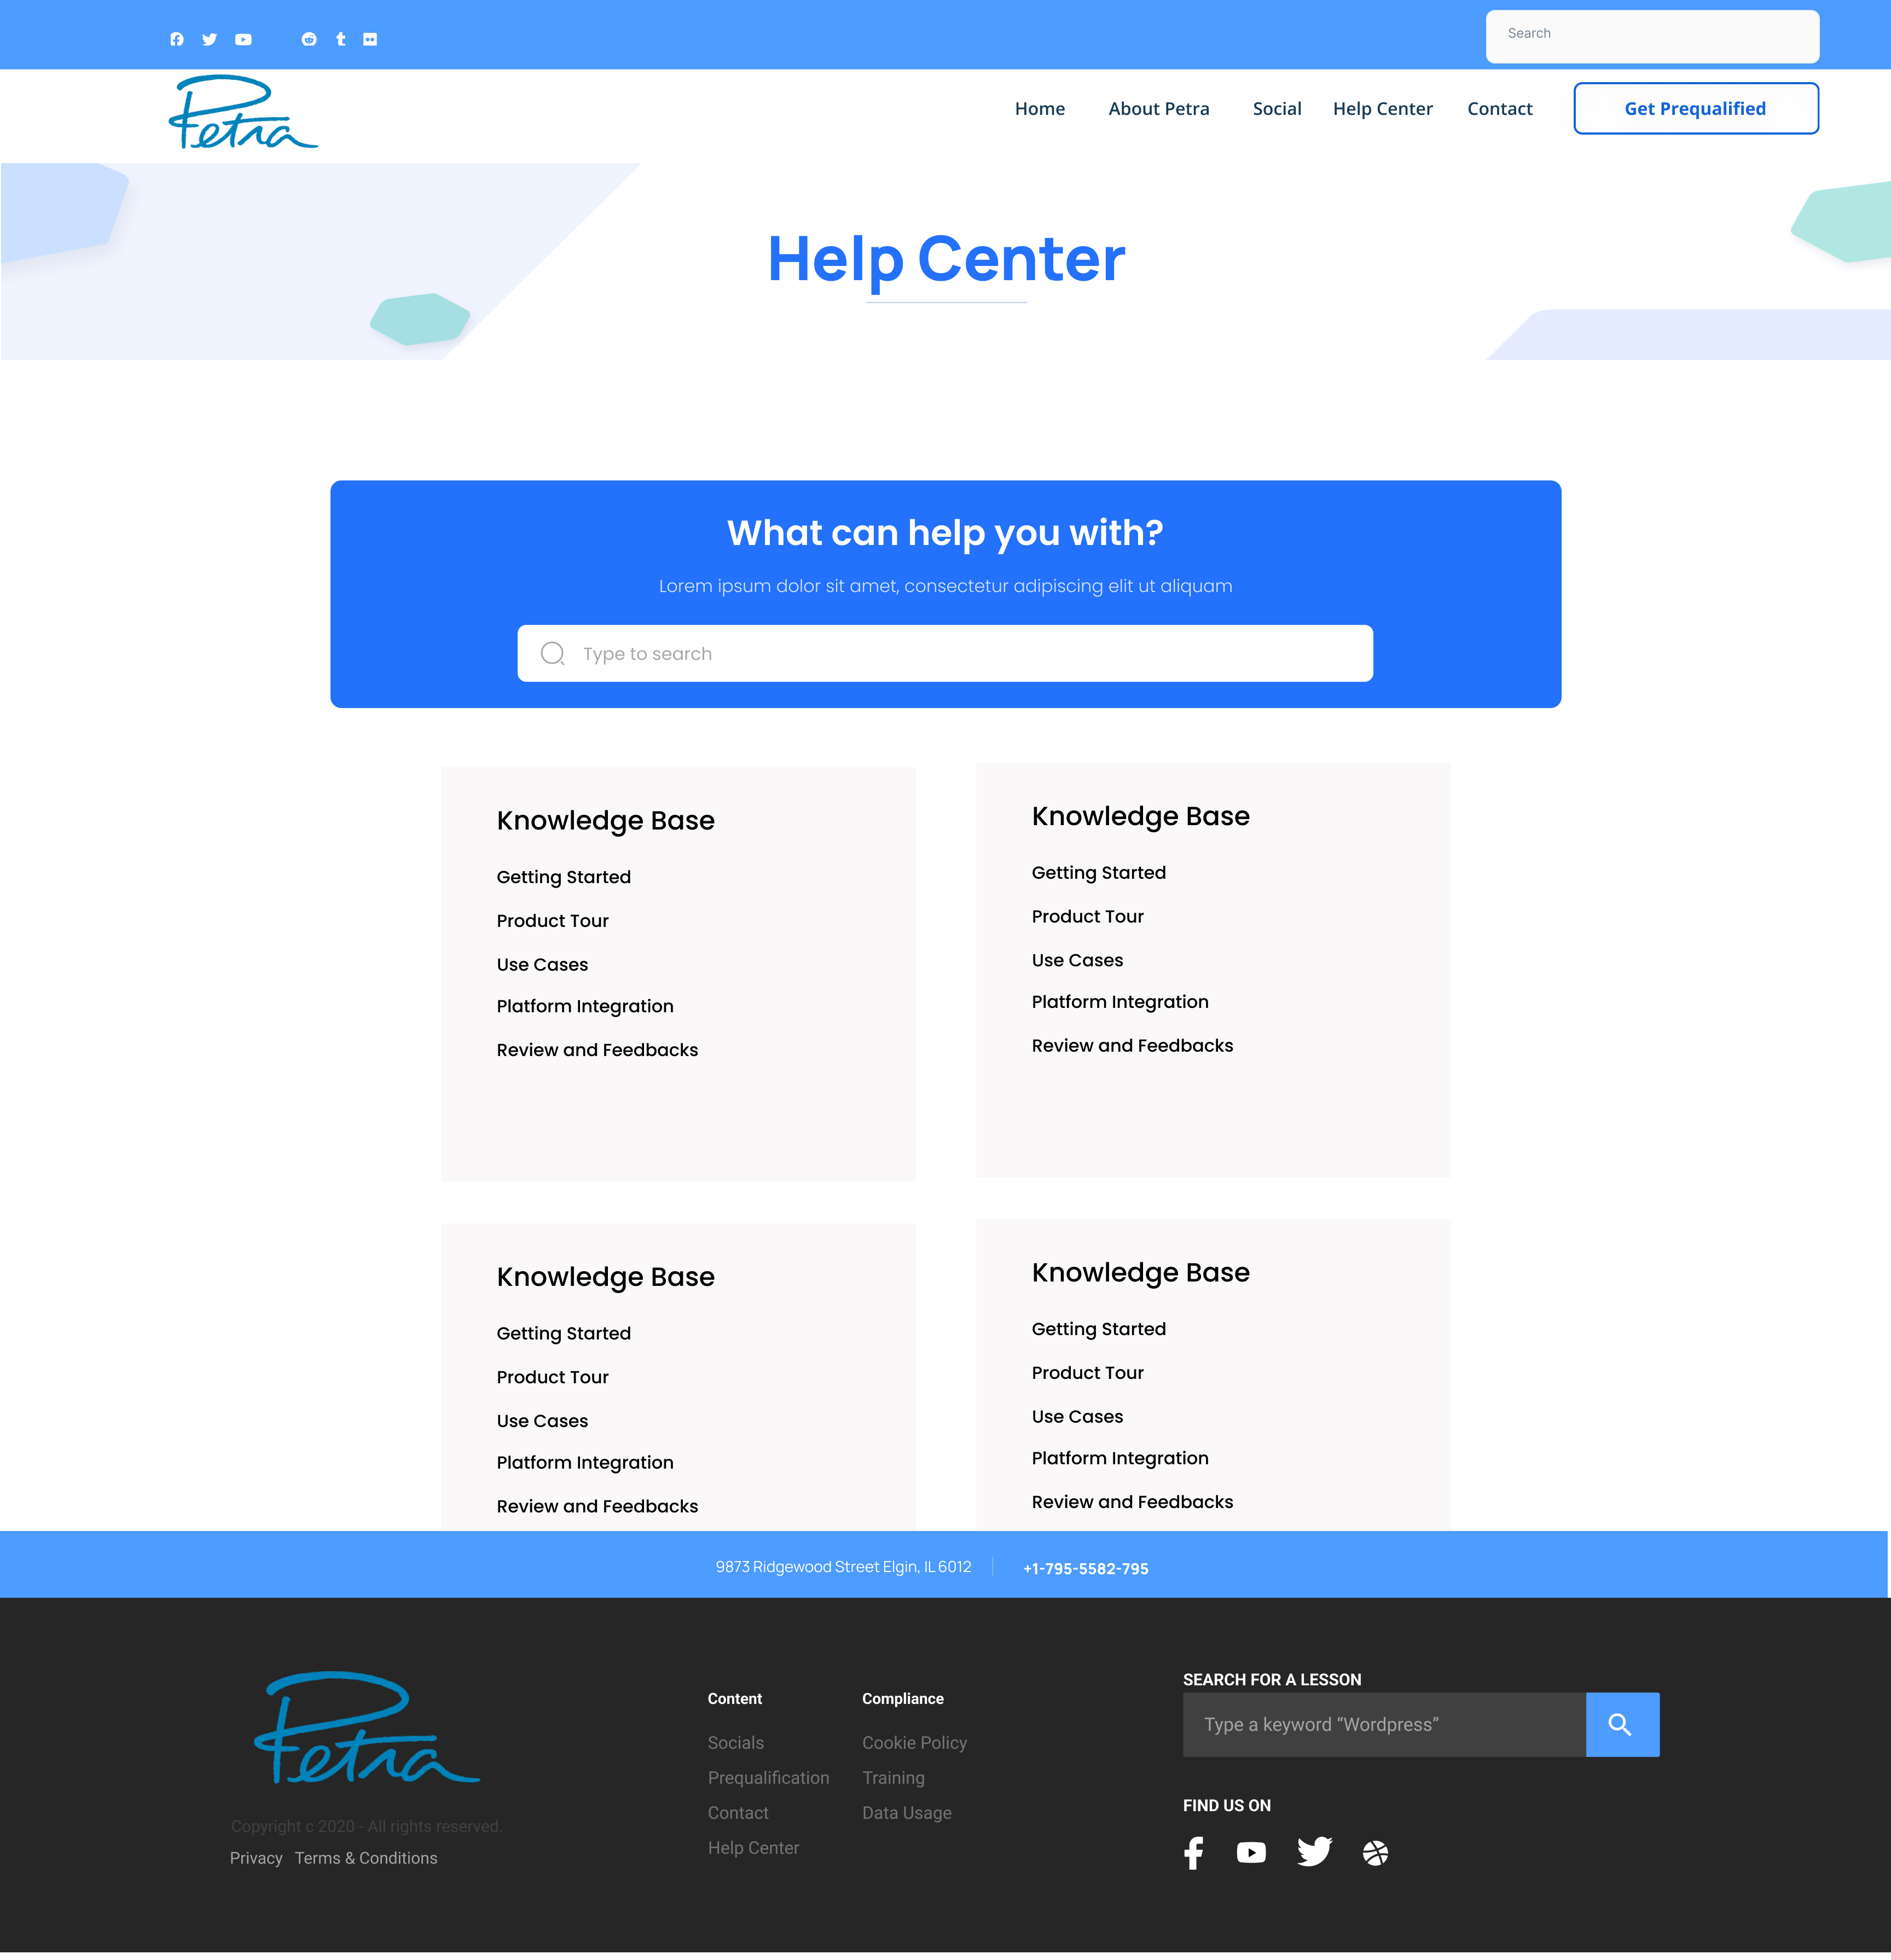 Search
Petra
Home About Petra Social Help Center Contact Get Prequalified
Help Center
What can help you with?
Lorem ipsum dolor sit amet, consectetur adipiscing elit ut aliquam
Type to search
Knowledge Base
Getting Started
Product Tour
Use Cases
Platform Integration
Review and Feedbacks
Knowledge Base
Getting Started
Product Tour
Use Cases
Platform Integration
Review and Feedbacks
Knowledge Base
Getting Started
Product Tour
Use Cases
Platform Integration
Review and Feedbacks
Knowledge Base
Getting Started
Product Tour
Use Cases
Platform Integration
Review and Feedbacks
9873 Ridgewood Street Elgin, IL 6012 +1-795-5582-795
Petra
Copyright c 2020 - All rights reserved.
Privacy Terms & Conditions
Content
Socials
Prequalification
Contact
Help Center
Compliance
Cookie Policy
Training
Data Usage
SEARCH FOR A LESSON
Type a keyword “Wordpress”
FIND US ON